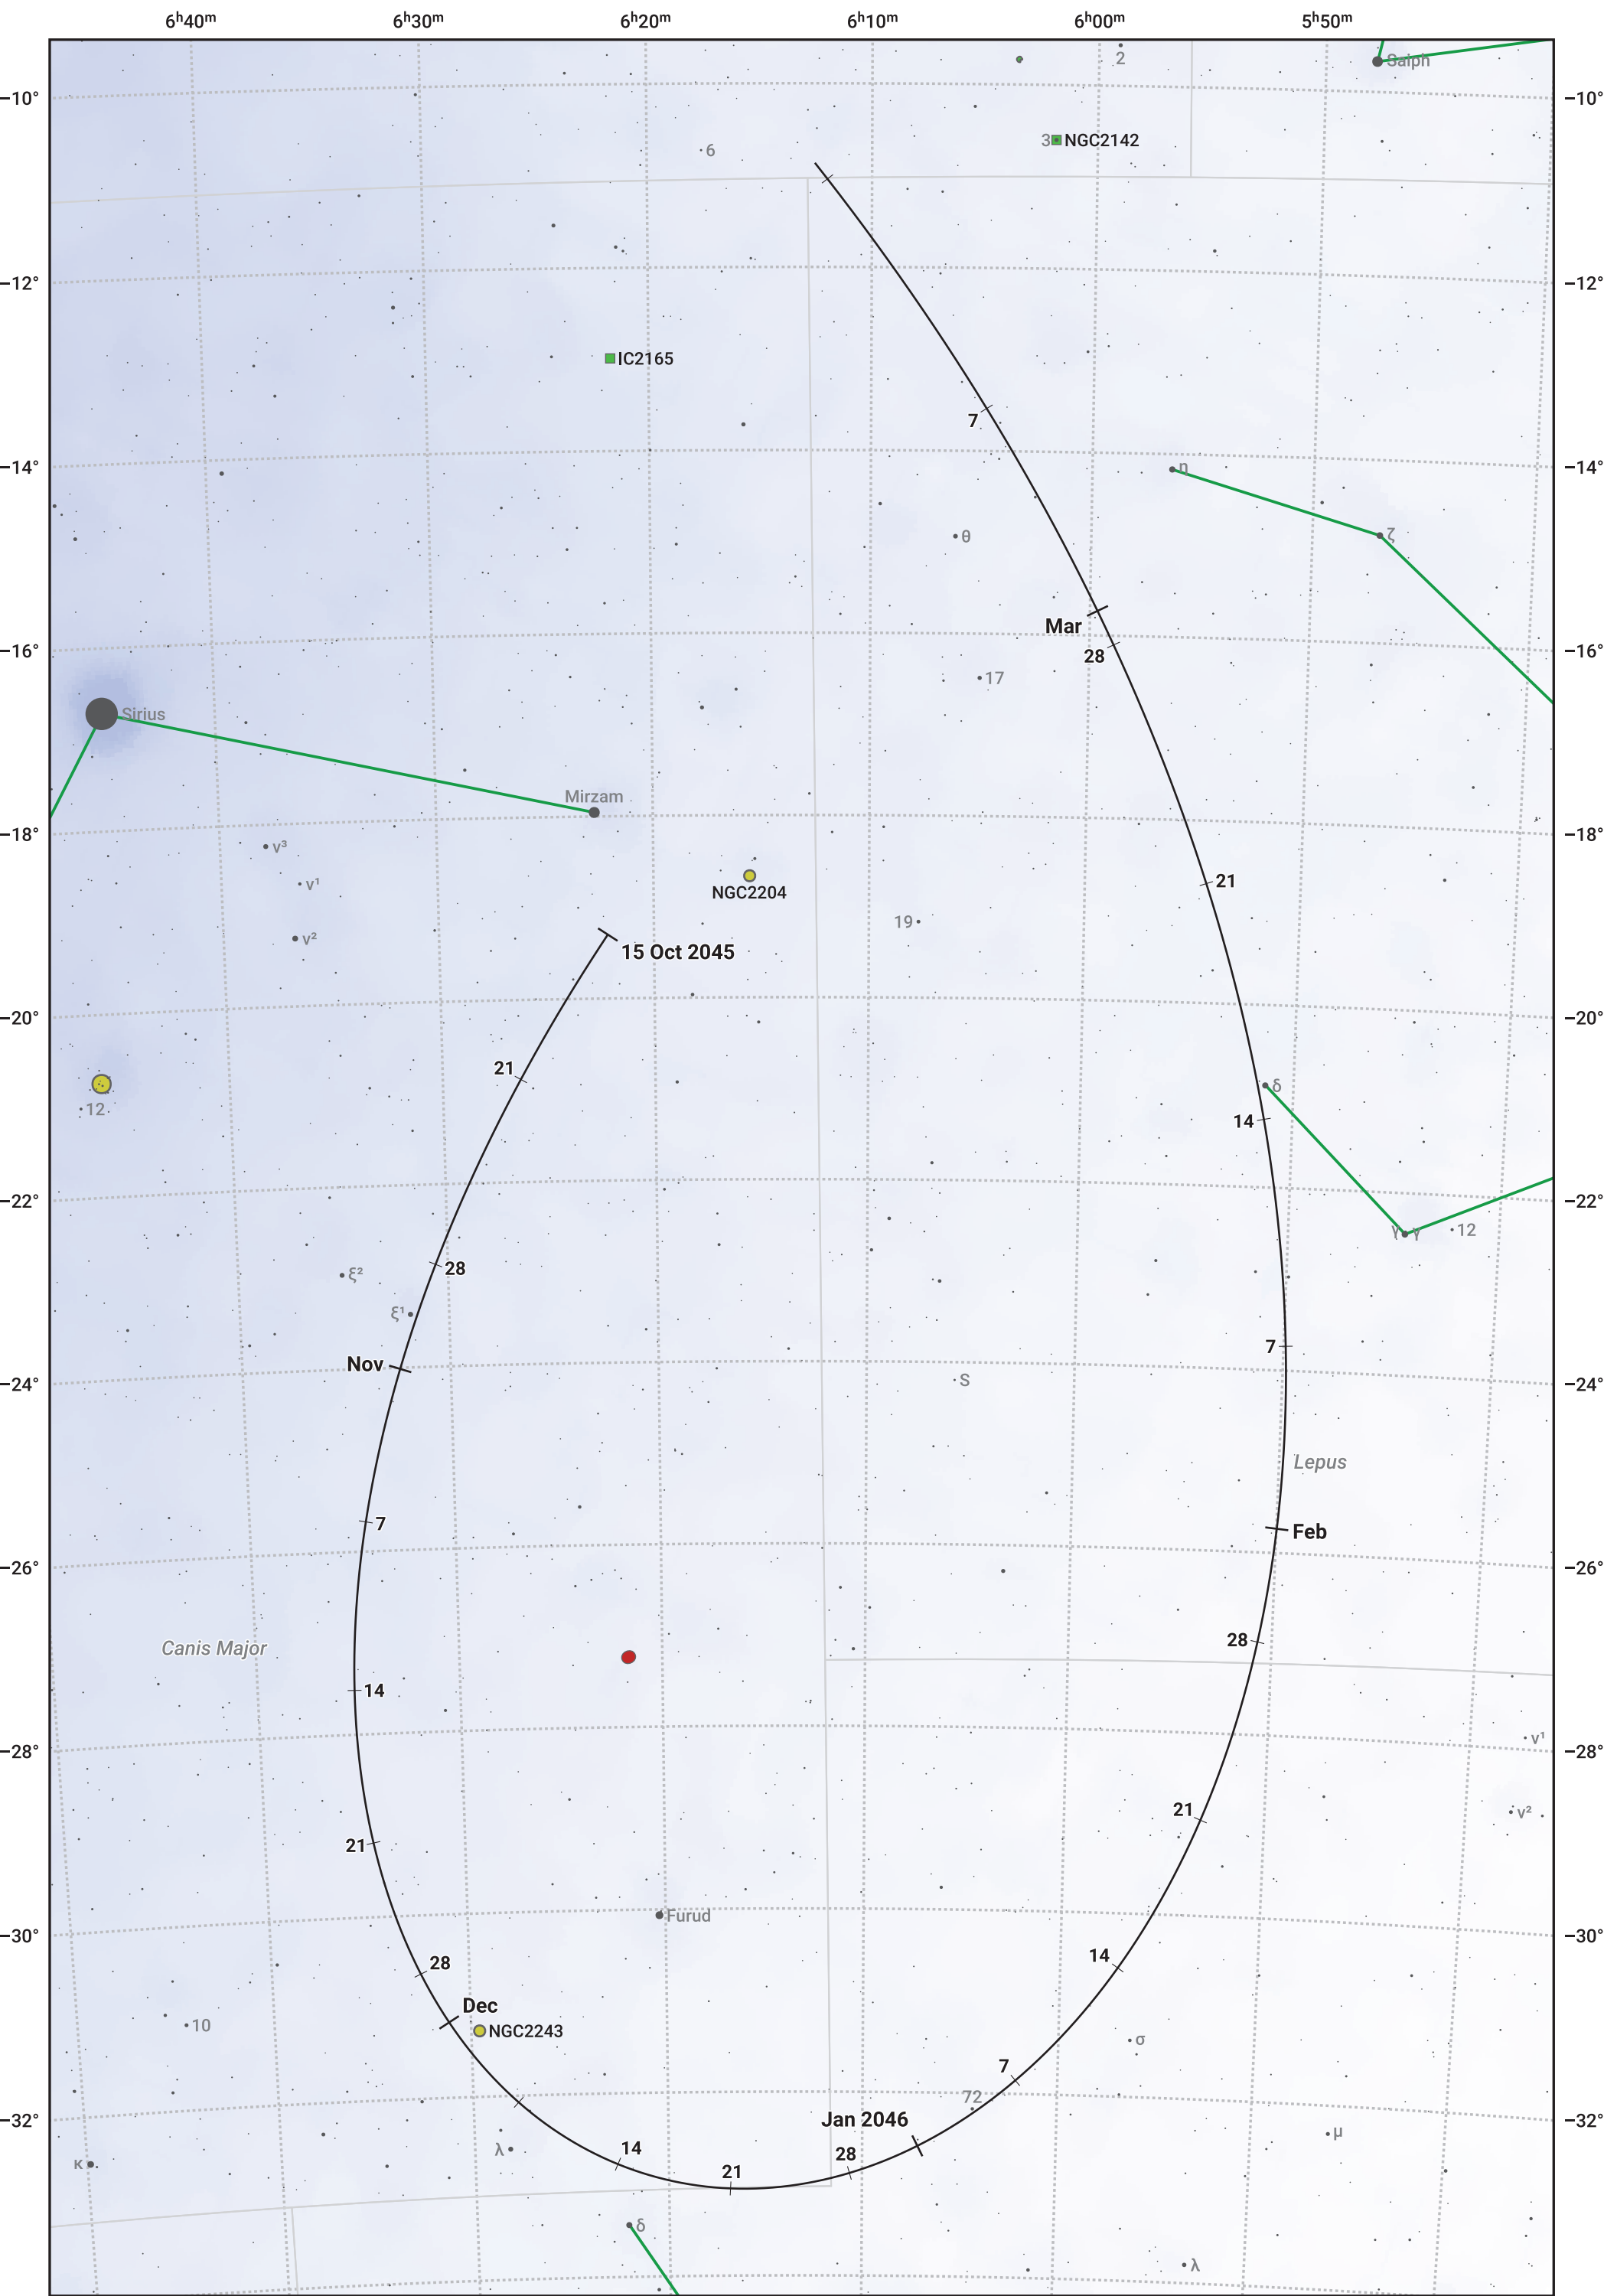 6ʰ40ᵐ 6ʰ30ᵐ 6ʰ20ᵐ 6ʰ10ᵐ 6ʰ00ᵐ 5ʰ50ᵐ
2
Saiph
−10° −10°
3 NGC2142
6
−12° −12°
IC2165
7
−14° η −14°
ζ
θ
Mar
−16° 28 −16°
17
Sirius
Mirzam
−18° −18°
ν³
ν¹ 21
NGC2204
19
ν²
15 Oct 2045
−20° −20°
21
δ
12
14
−22° −22°
γ γ 12
28
ξ²
ξ¹
7
Nov
−24° S −24°
Lepus
7 Feb
−26° −26°
28
Canis Major
14
ν¹
−28° −28°
21 ν²
21
Furud
−30° −30°
14
28
Dec
10 NGC2243
σ
7
72
−32° Jan 2046 −32°
μ
14 28
λ
κ
21
δ
λ